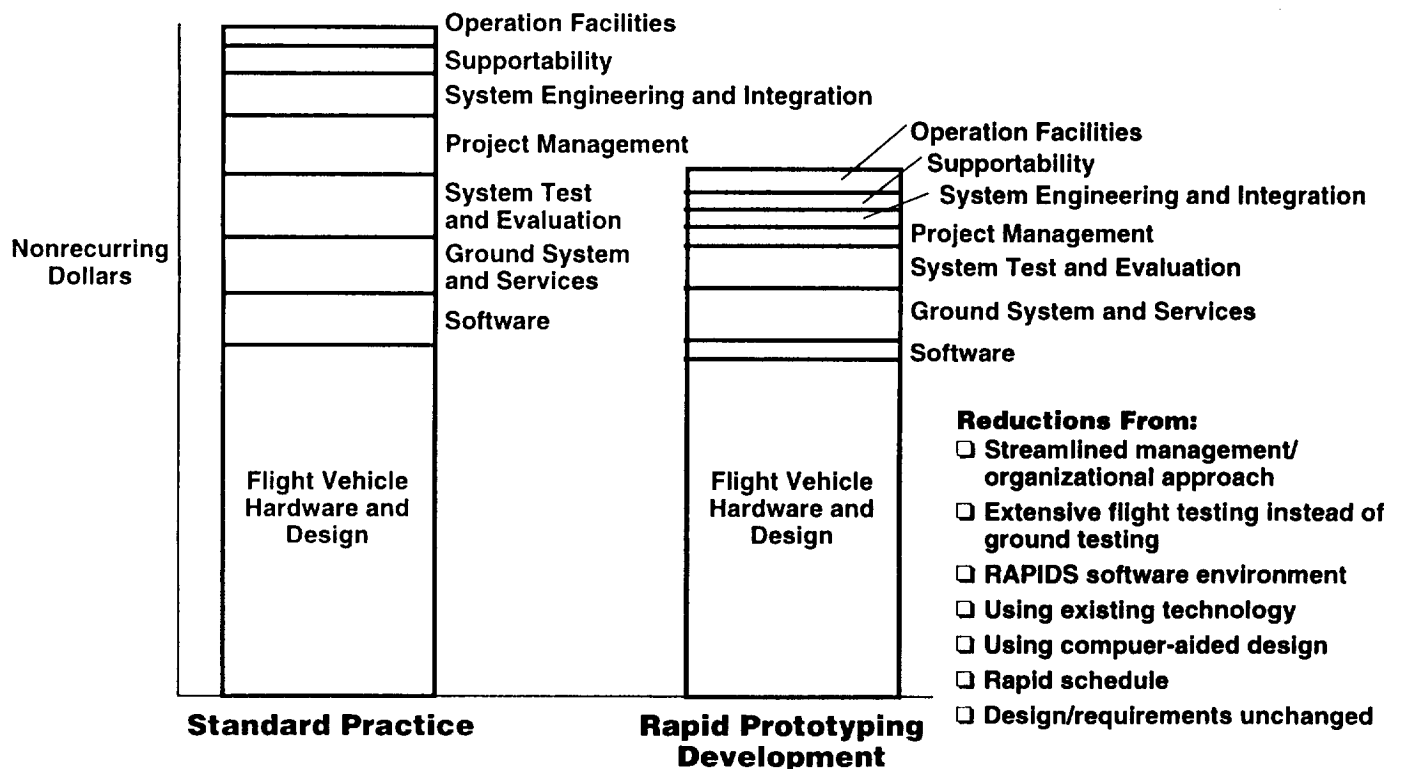 Nonrecurring
Dollars
Operation Facilities
Supportability
System Engineering and Integration
Project Management
System Test
and Evaluation
Ground System
and Services
Software
Flight Vehicle
Hardware and
Design
Standard Practice
Operation Facilities
Supportability
System Engineering and Integration
Project Management
System Test and Evaluation
Ground System and Services
Software
Flight Vehicle
Hardware and
Design
Rapid Prototyping
Development
Reductions From:
❑ Streamlined management/
organizational approach
❑ Extensive flight testing instead of
ground testing
❑ RAPIDS software environment
❑ Using existing technology
❑ Using compuer-aided design
❑ Rapid schedule
❑ Design/requirements unchanged